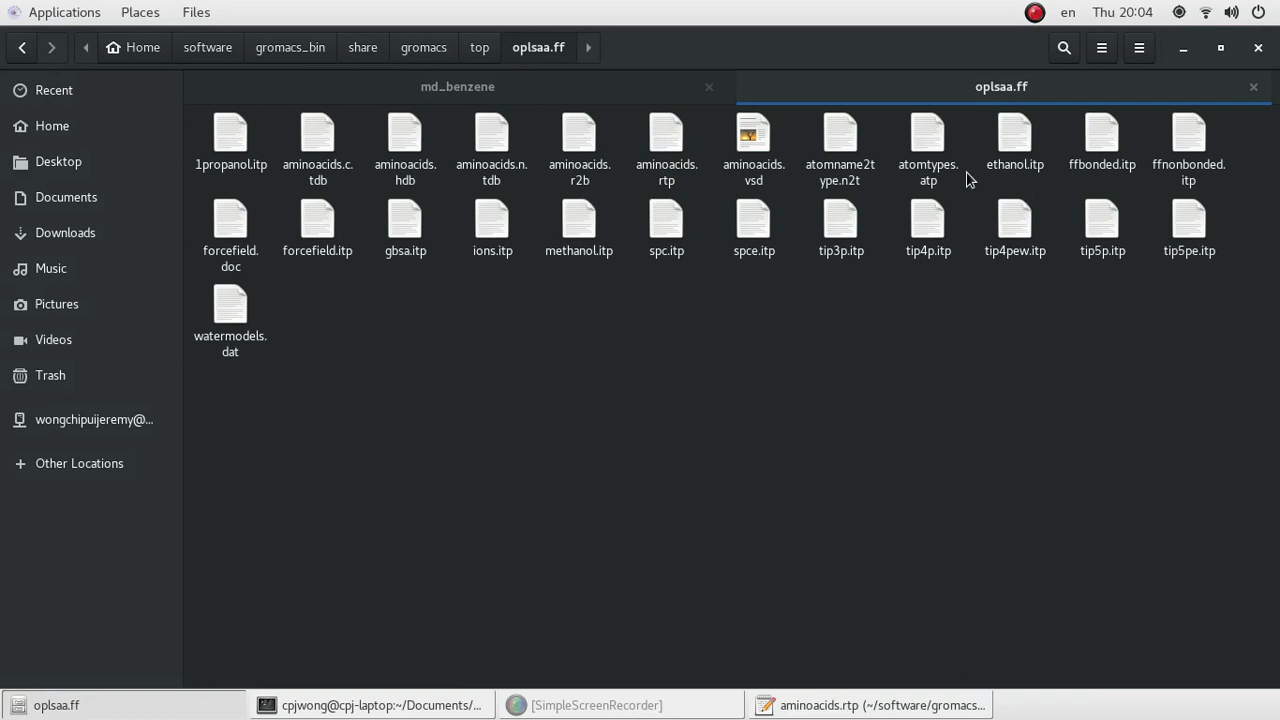 Applications Places Files en Thu 20:04
Home software gromacs_bin share gromacs top oplsaa.ff
Recent
Home
Desktop
Documents
Downloads
Music
Pictures
Videos
Trash
wongchipuijeremy@...
Other Locations
md_benzene oplsaa.ff
1propanol.itp aminoacids.c. aminoacids. aminoacids.n. aminoacids. aminoacids. aminoacids. atomname2t atomtypes. ethanol.itp ffbonded.itp ffnonbonded.
tdb hdb tdb r2b rtp vsd ype.n2t atp itp
forcefield. forcefield.itp gbsa.itp ions.itp methanol.itp spc.itp spce.itp tip3p.itp tip4p.itp tip4pew.itp tip5p.itp tip5pe.itp
doc
watermodels.
dat
oplsaa.ff cpjwong@cpj-laptop:~/Documents/... [SimpleScreenRecorder] aminoacids.rtp (~/software/gromacs...